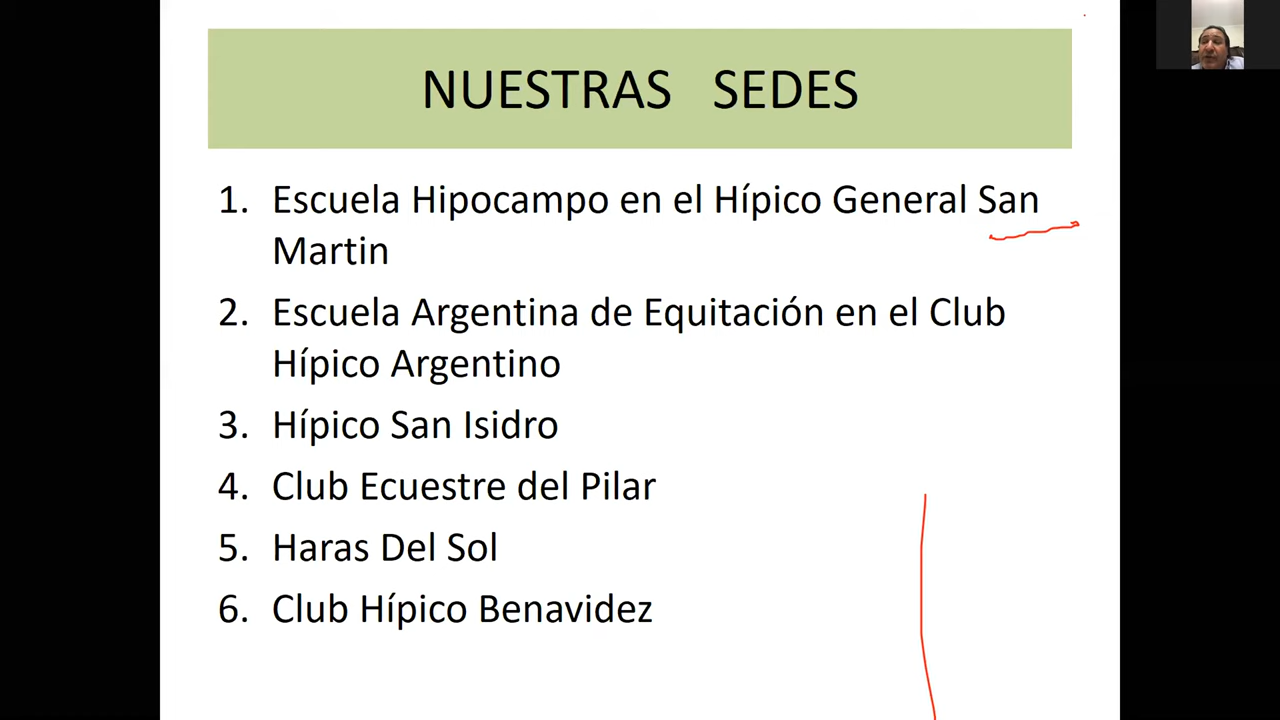 NUESTRAS SEDES
1. Escuela Hipocampo en el Hípico General San
Martin
2. Escuela Argentina de Equitación en el Club
Hípico Argentino
3. Hípico San Isidro
4. Club Ecuestre del Pilar
5. Haras Del Sol
6. Club Hípico Benavidez